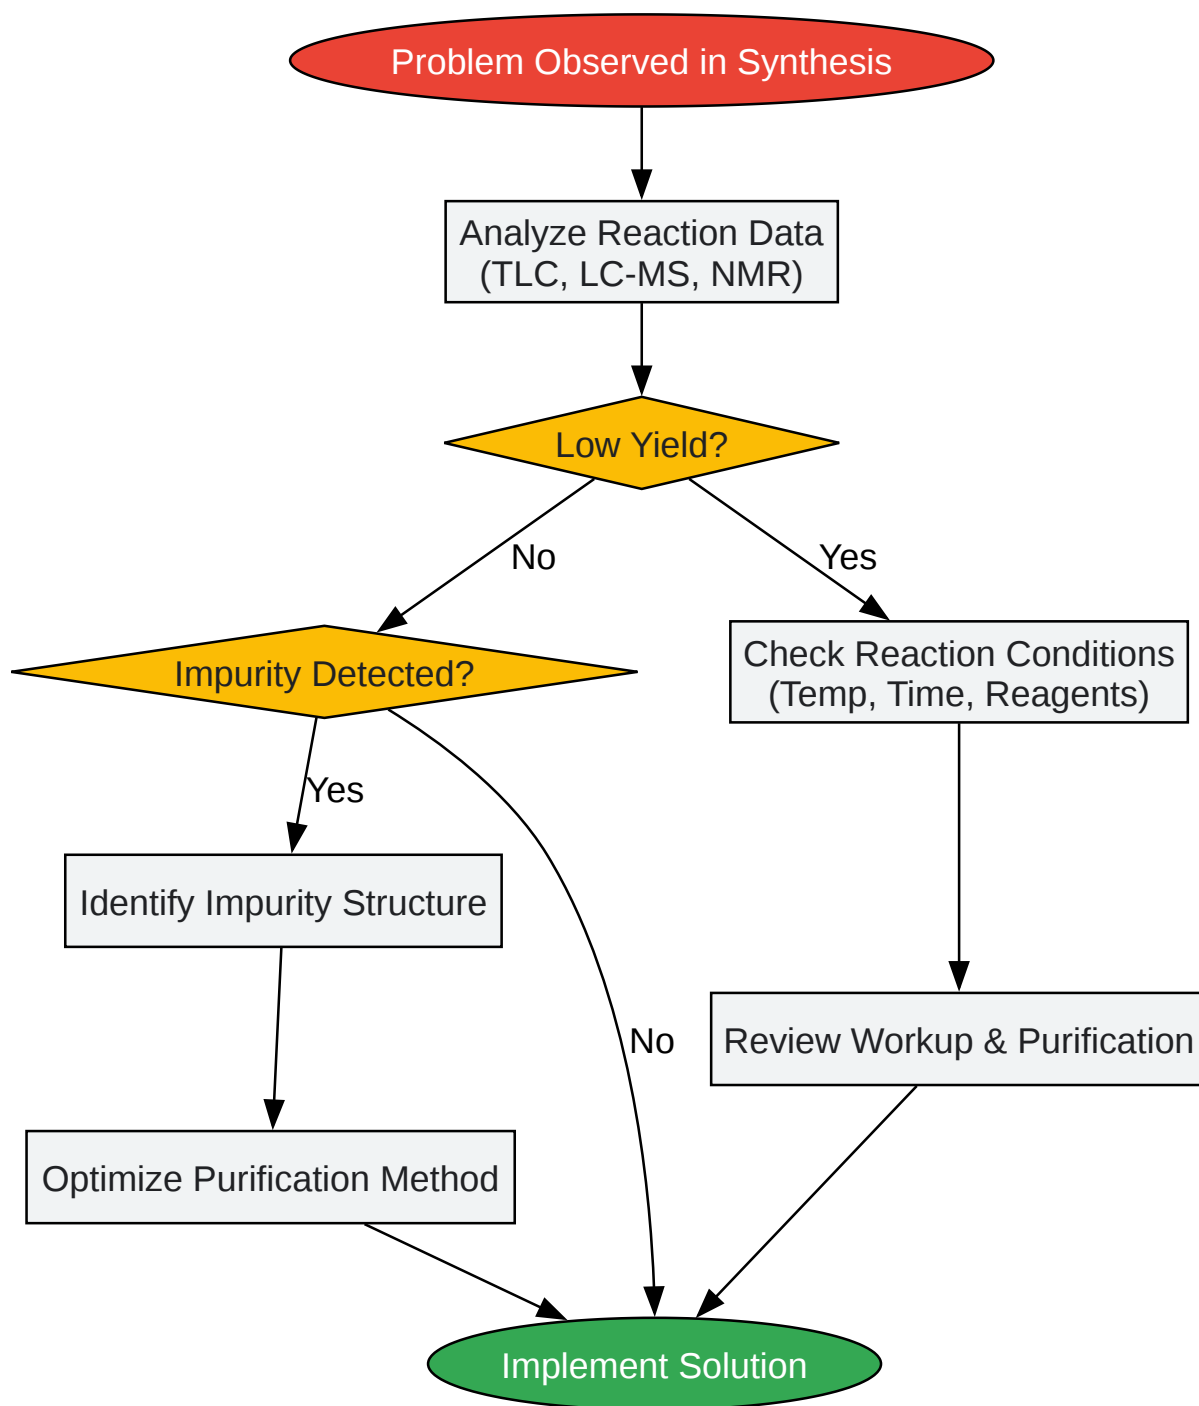 Problem Observed in Synthesis
Analyze Reaction Data
(TLC, LC-MS, NMR)
Low Yield?
No
Yes
Impurity Detected?
Check Reaction Conditions
(Temp, Time, Reagents)
Yes
Identify Impurity Structure
No
Review Workup & Purification
Optimize Purification Method
Implement Solution